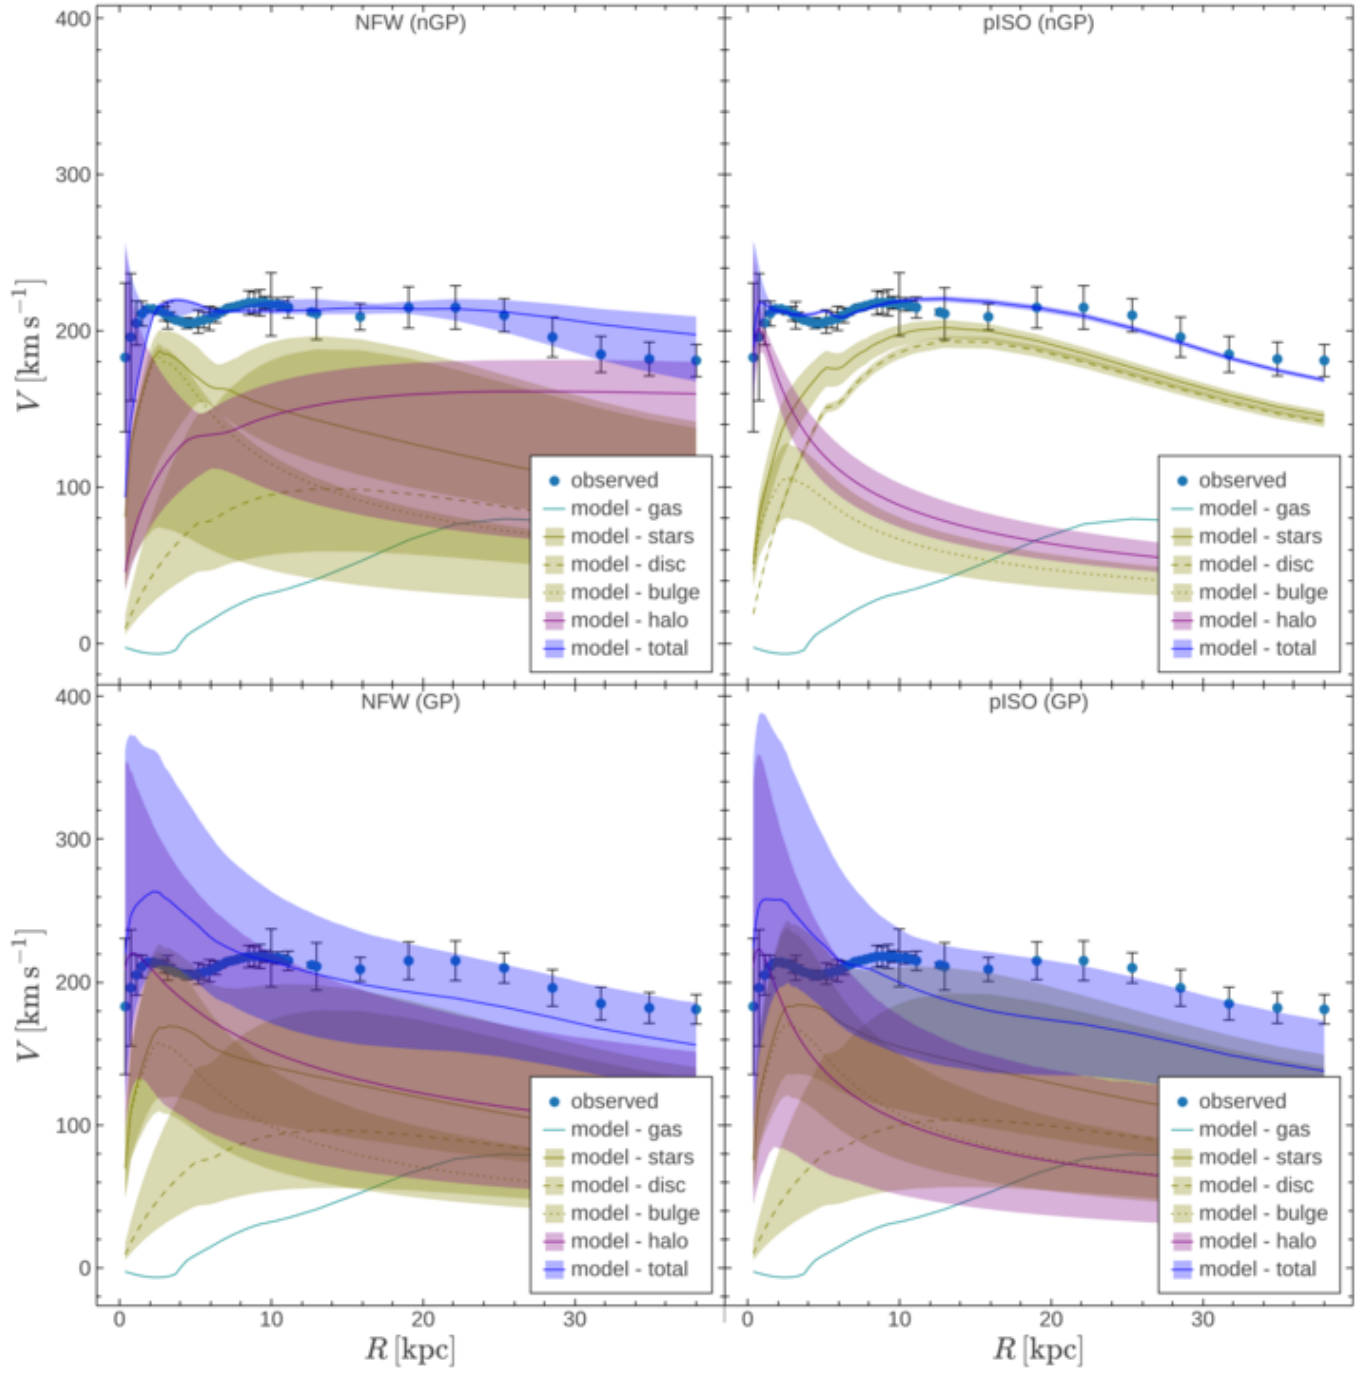 NFW (nGP)
pISO (nGP)
400
300
200
100
0
V [km s⁻¹]
observed
model - gas
model - stars
model - disc
model - bulge
model - halo
model - total
observed
model - gas
model - stars
model - disc
model - bulge
model - halo
model - total
NFW (GP)
pISO (GP)
400
300
200
100
0
V [km s⁻¹]
observed
model - gas
model - stars
model - disc
model - bulge
model - halo
model - total
observed
model - gas
model - stars
model - disc
model - bulge
model - halo
model - total
0 10 20 30
0 10 20 30
R [kpc]
R [kpc]